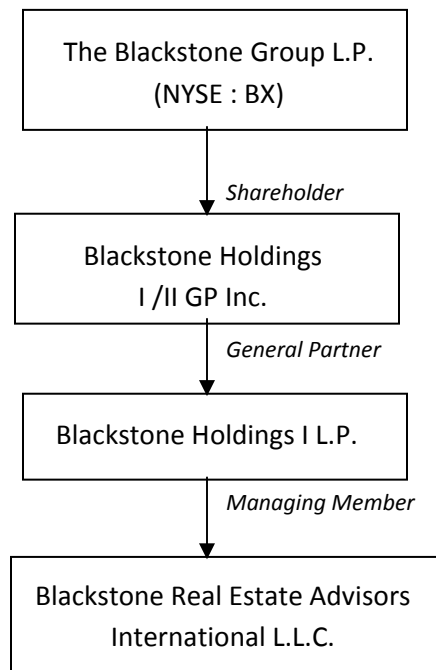 The Blackstone Group L.P.
(NYSE : BX)
Shareholder
Blackstone Holdings
I /II GP Inc.
General Partner
Blackstone Holdings I L.P.
Managing Member
Blackstone Real Estate Advisors
International L.L.C.